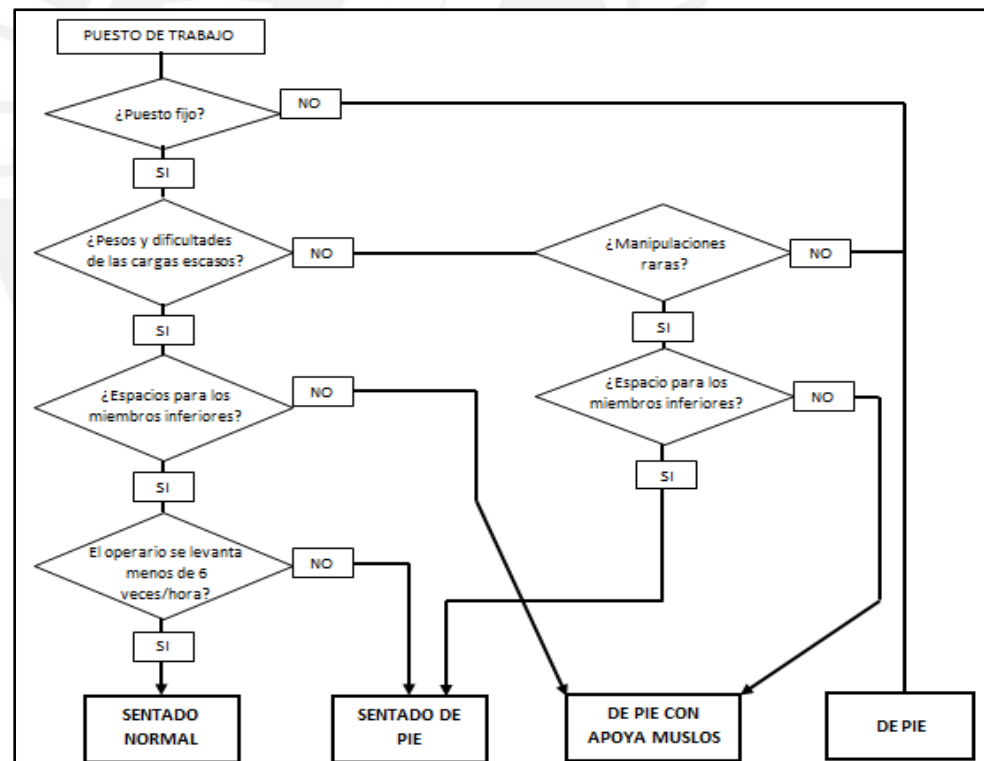 PUESTO DE TRABAJO
¿Puesto fijo?
NO
SI
¿Pesos y dificultades
de las cargas escasos?
NO
¿Manipulaciones
raras?
NO
SI
SI
¿Espacios para los
miembros inferiores?
NO
¿Espacio para los
miembros inferiores?
NO
SI
SI
El operario se levanta
menos de 6
veces/hora?
NO
SI
SENTADO
NORMAL
SENTADO DE
PIE
DE PIE CON
APOYA MUSLOS
DE PIE